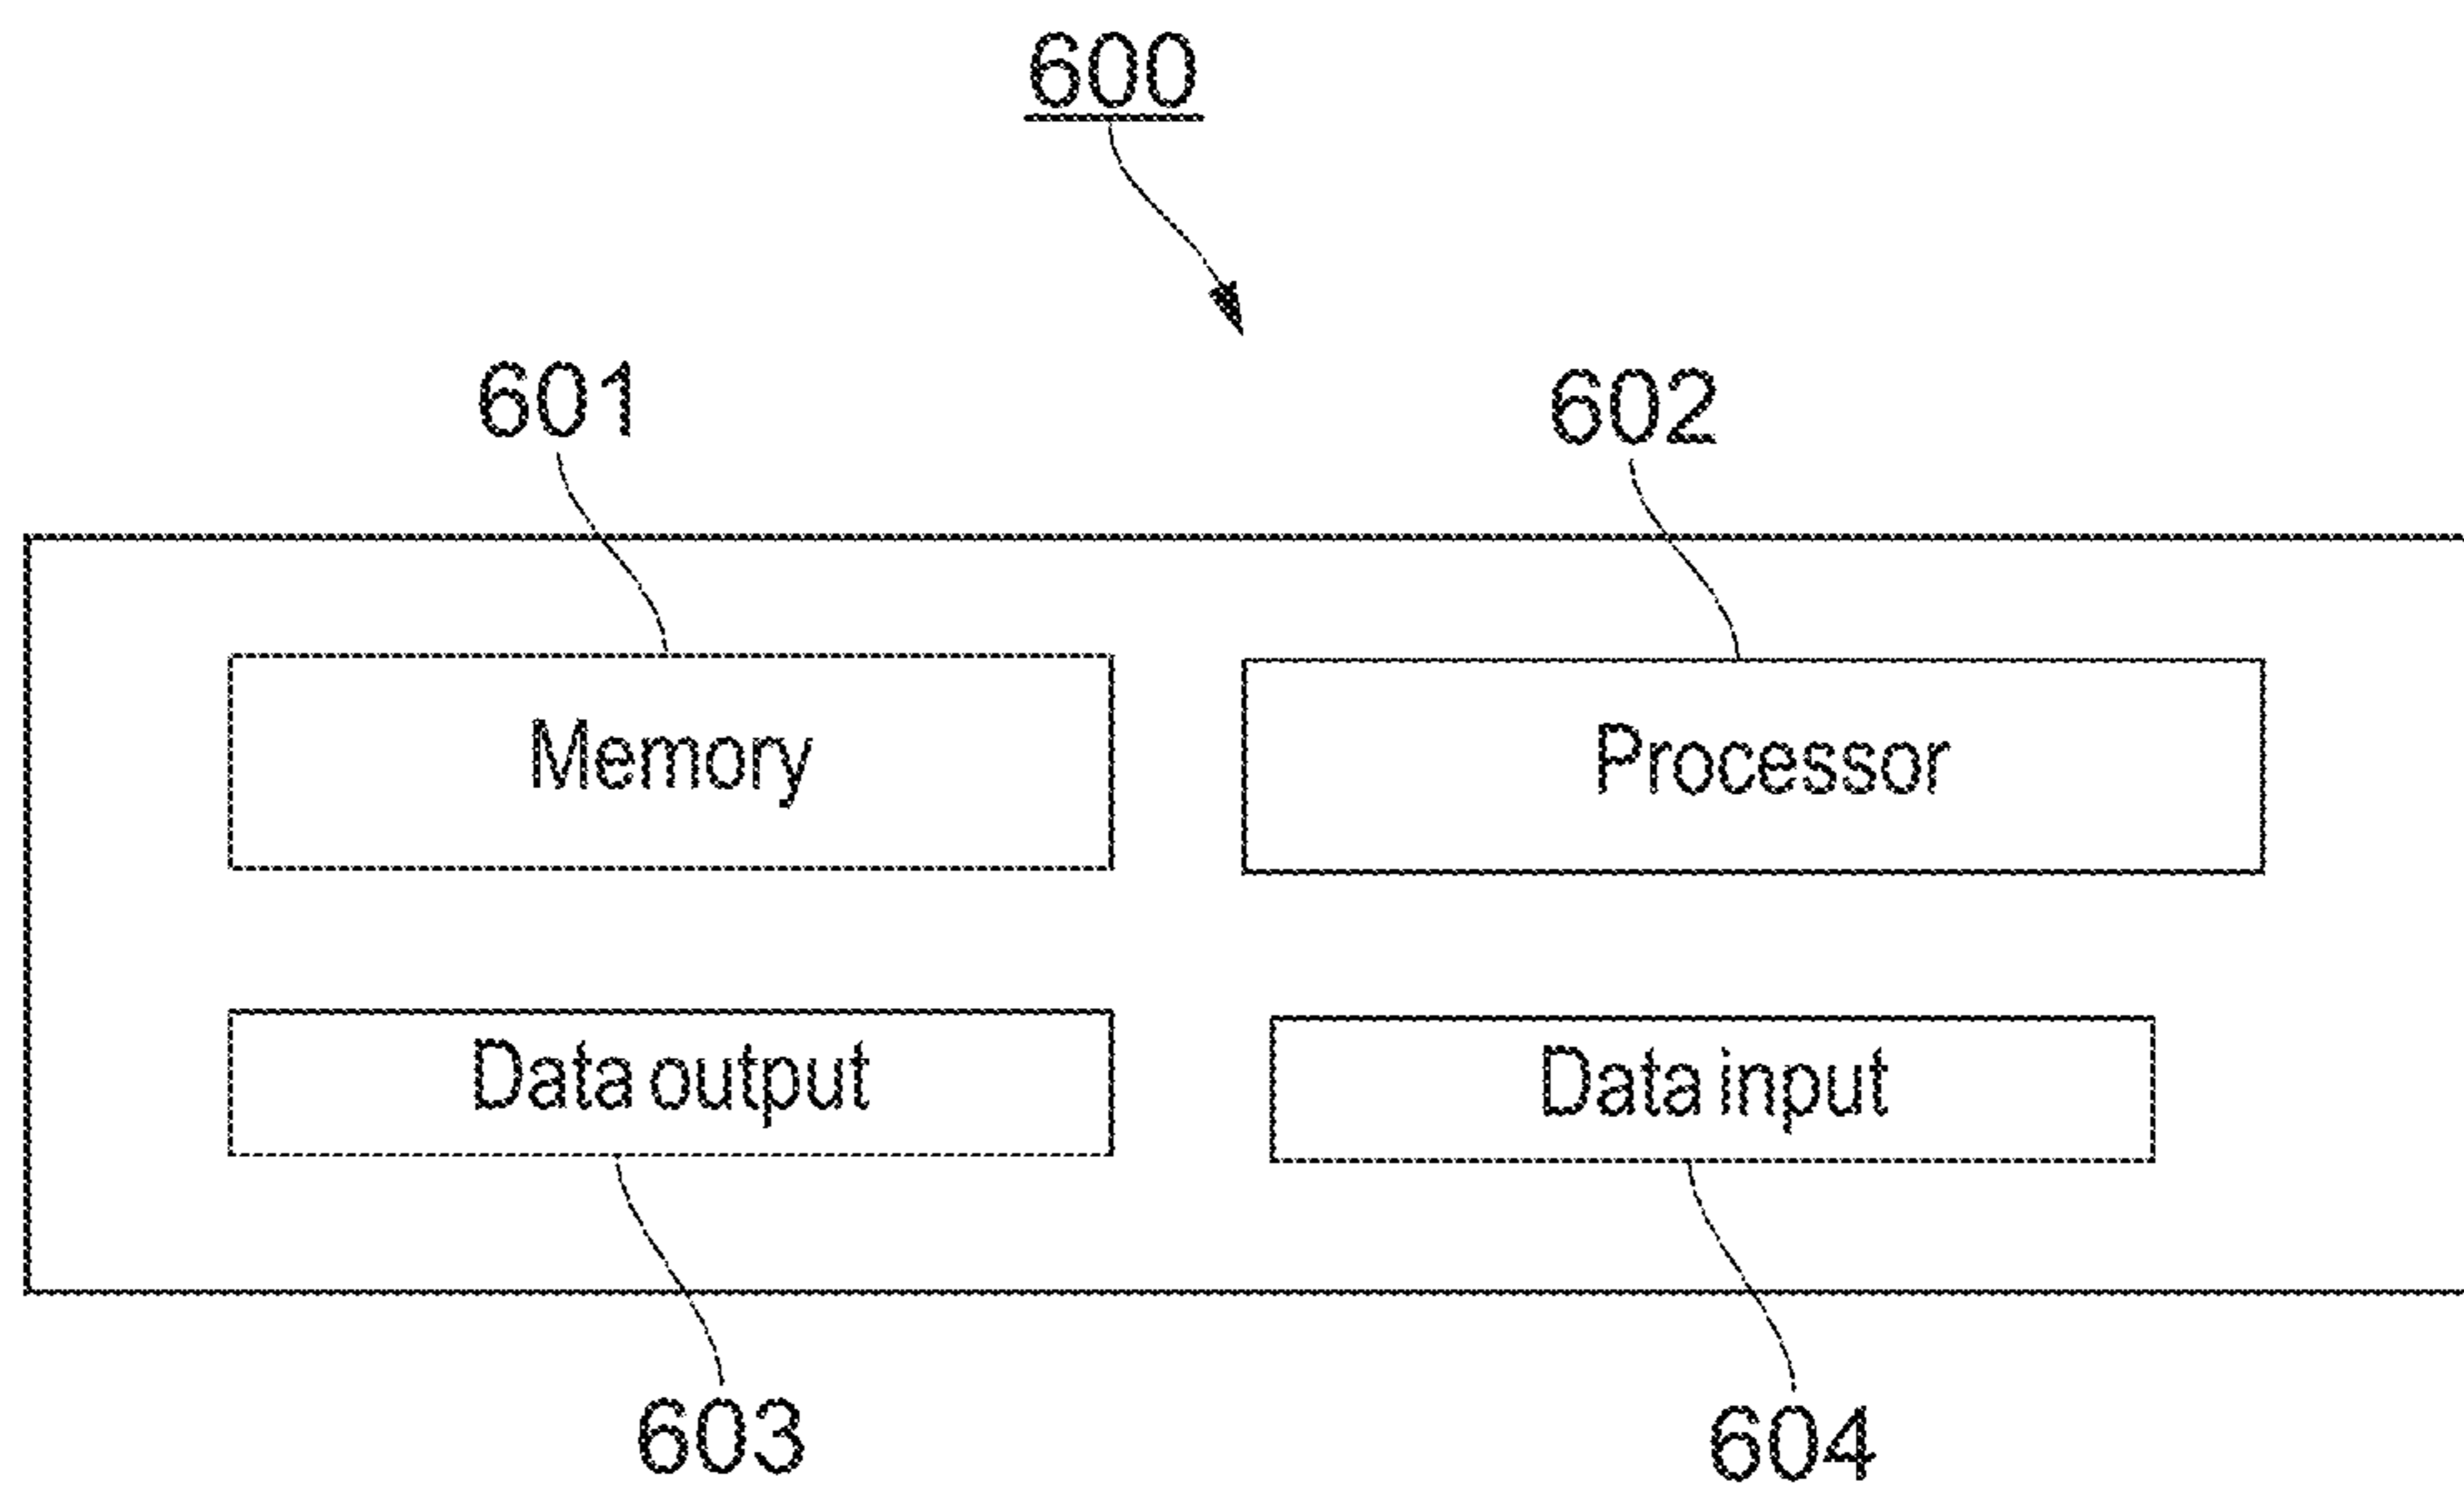 600
601
602
Memory
Processor
Data output
Data input
603
604